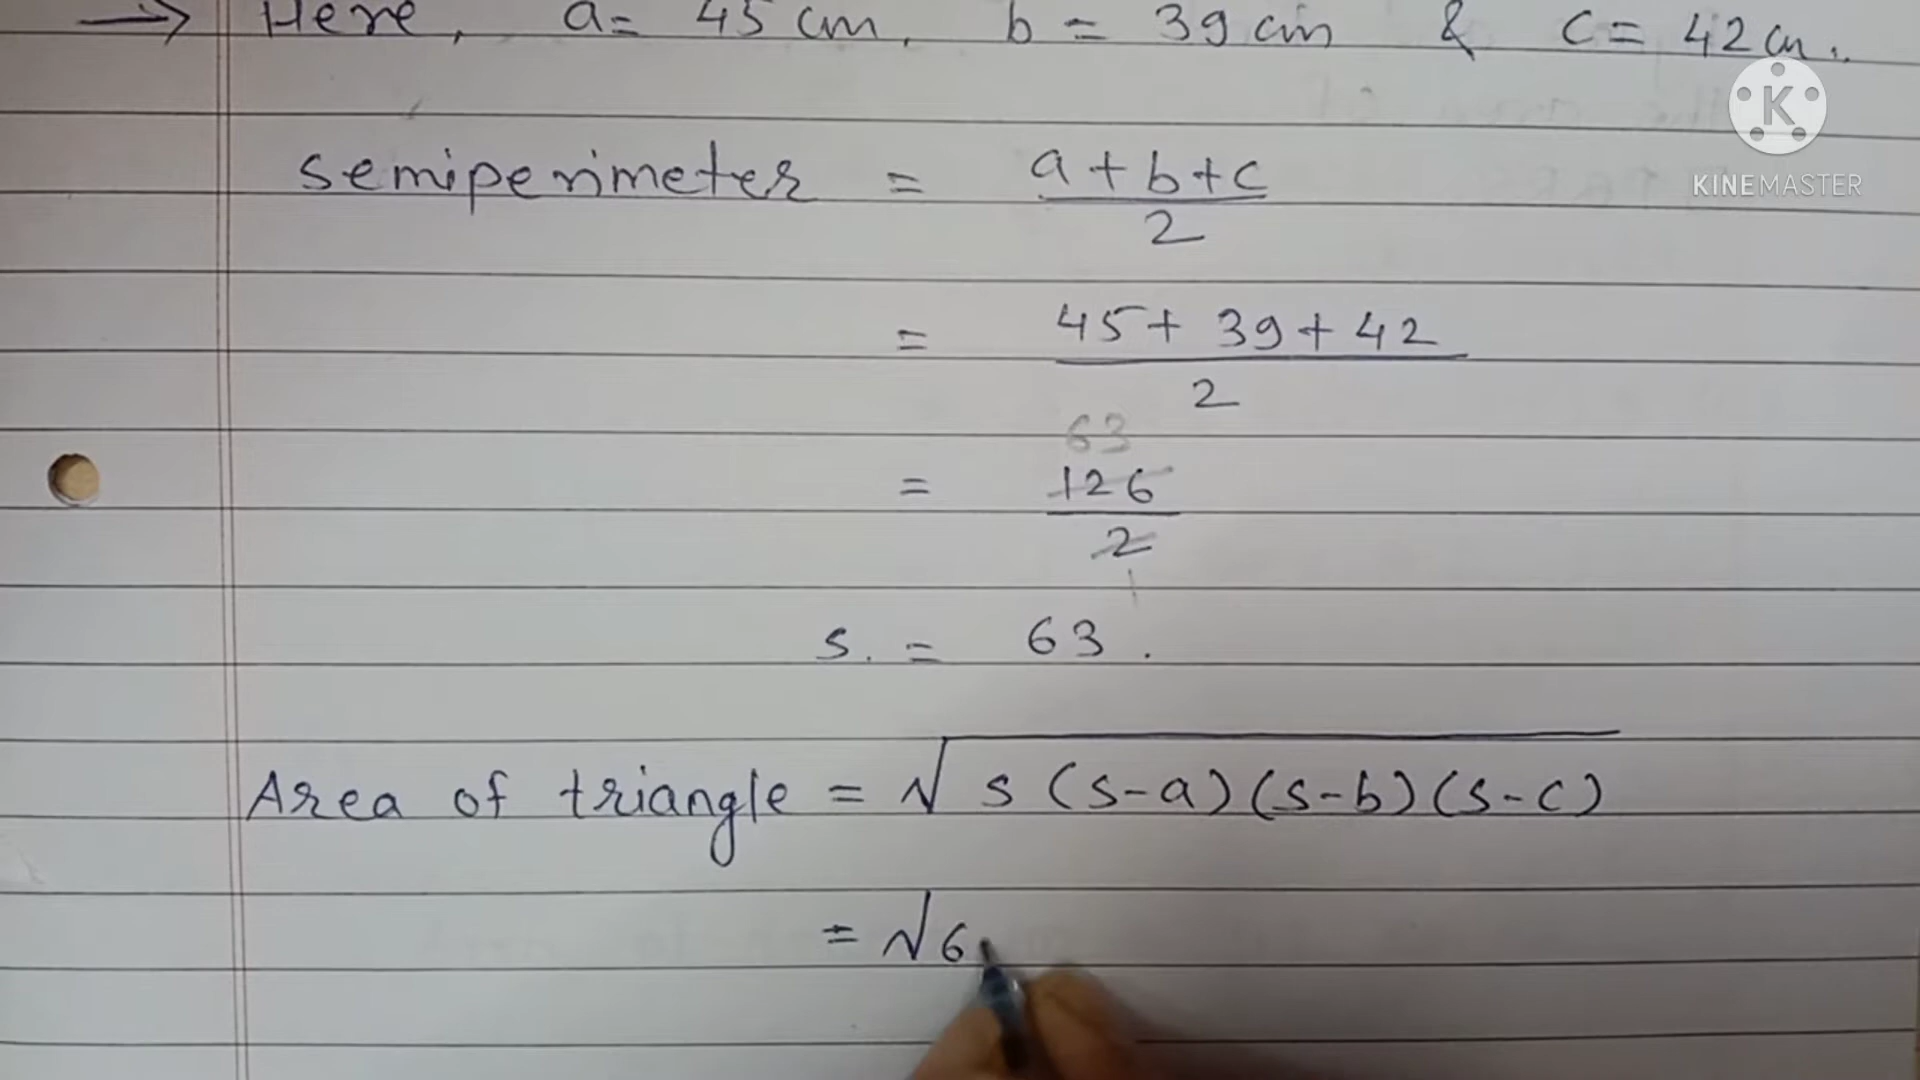 → Here, a = 45 cm, b = 39 cm & c = 42 cm.
K
KINEMASTER
semiperimeter = a + b + c
2
= 45 + 39 + 42
2
63
= 126
2
1
s. = 63.
Area of triangle = √ s (s-a) (s-b) (s-c)
= √6